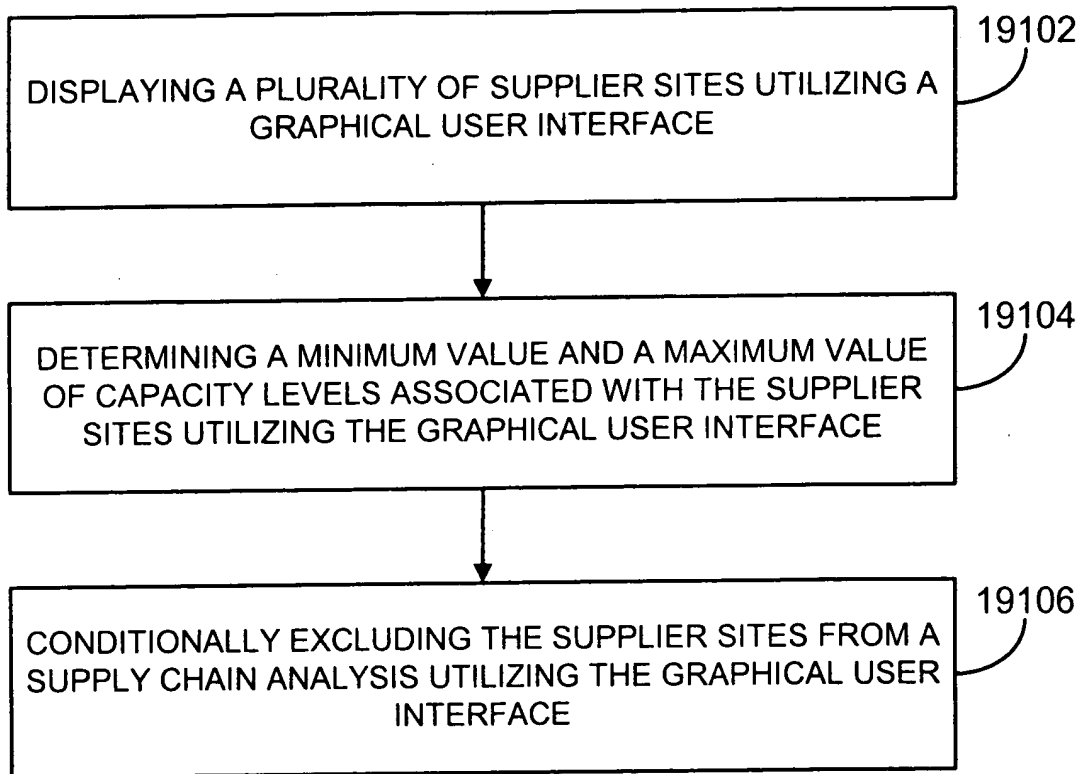 19102
DISPLAYING A PLURALITY OF SUPPLIER SITES UTILIZING A
GRAPHICAL USER INTERFACE
19104
DETERMINING A MINIMUM VALUE AND A MAXIMUM VALUE
OF CAPACITY LEVELS ASSOCIATED WITH THE SUPPLIER
SITES UTILIZING THE GRAPHICAL USER INTERFACE
19106
CONDITIONALLY EXCLUDING THE SUPPLIER SITES FROM A
SUPPLY CHAIN ANALYSIS UTILIZING THE GRAPHICAL USER
INTERFACE